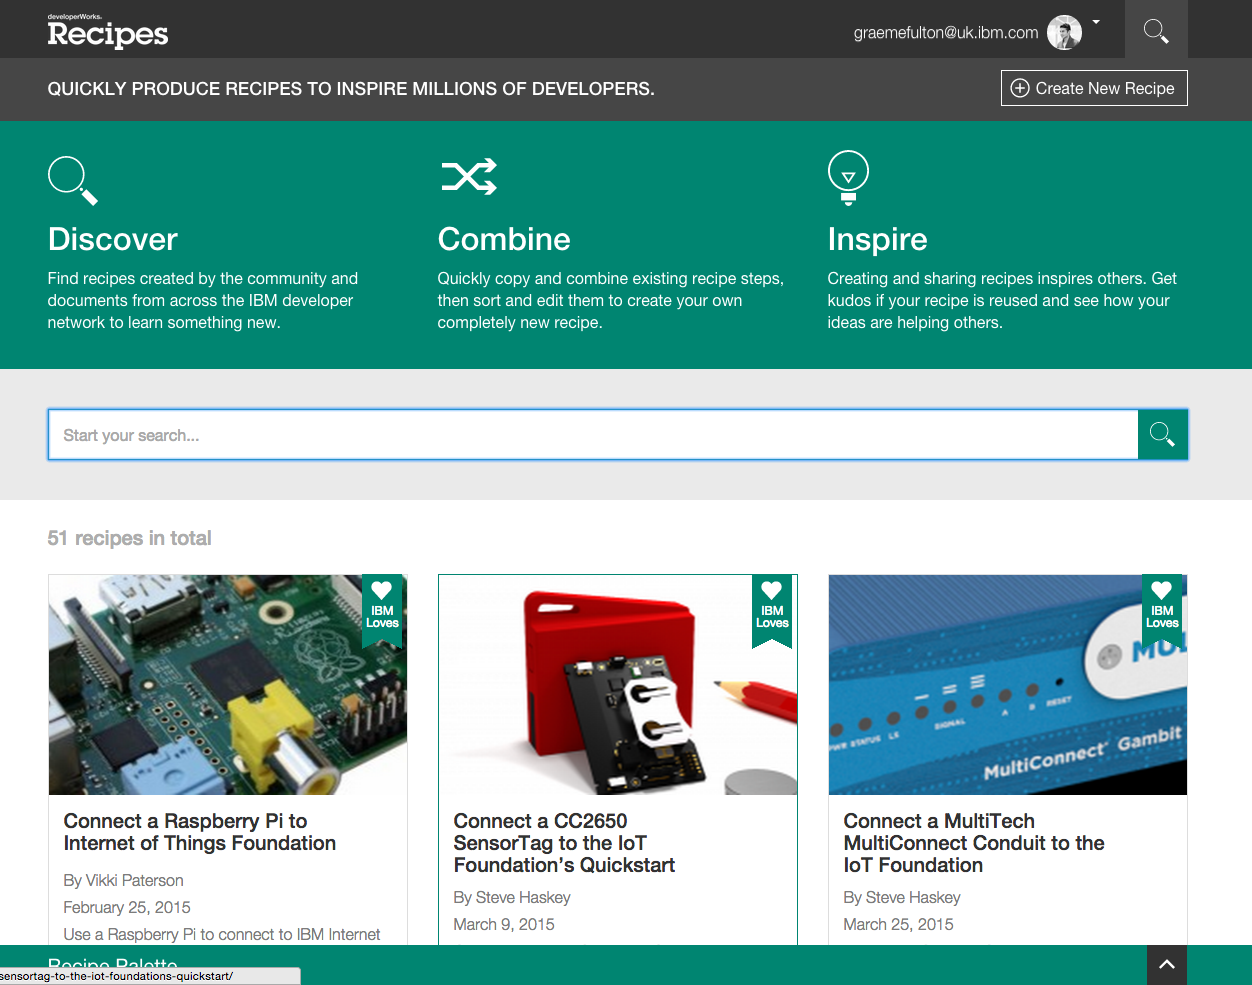 developerWorks.
Recipes
graemefulton@uk.ibm.com
QUICKLY PRODUCE RECIPES TO INSPIRE MILLIONS OF DEVELOPERS.
Create New Recipe
Discover
Find recipes created by the community and
documents from across the IBM developer
network to learn something new.
Combine
Quickly copy and combine existing recipe steps,
then sort and edit them to create your own
completely new recipe.
Inspire
Creating and sharing recipes inspires others. Get
kudos if your recipe is reused and see how your
ideas are helping others.
Start your search...
51 recipes in total
IBM
Loves
Connect a Raspberry Pi to
Internet of Things Foundation
By Vikki Paterson
February 25, 2015
Use a Raspberry Pi to connect to IBM Internet
IBM
Loves
Connect a CC2650
SensorTag to the IoT
Foundation's Quickstart
By Steve Haskey
March 9, 2015
IBM
Loves
MUL
PWR STATUS LS SIGNAL A B RESET
MultiConnect Gambit
Connect a MultiTech
MultiConnect Conduit to the
IoT Foundation
By Steve Haskey
March 25, 2015
Recipe Palette
sensortag-to-the-iot-foundations-quickstart/